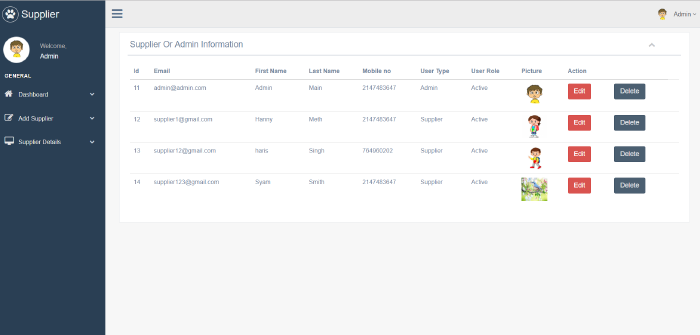 Supplier
Admin
Welcome,
Admin
GENERAL
Dashboard
Add Supplier
Supplier Details
Supplier Or Admin Information
Id Email First Name Last Name Mobile no User Type User Role Picture Action
11 admin@admin.com Admin Main 2147483647 Admin Active Edit Delete
12 supplier1@gmail.com Hanny Meth 2147483647 Supplier Active Edit Delete
13 supplier12@gmail.com haris Singh 764900202 Supplier Active Edit Delete
14 supplier123@gmail.com Syam Smith 2147483647 Supplier Active Edit Delete